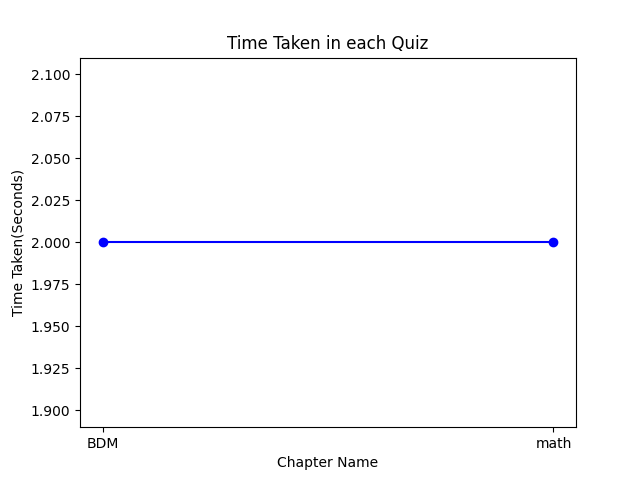 Time Taken in each Quiz
2.100
2.075
2.050
2.025
2.000
1.975
1.950
1.925
1.900
Time Taken(Seconds)
BDM math
Chapter Name